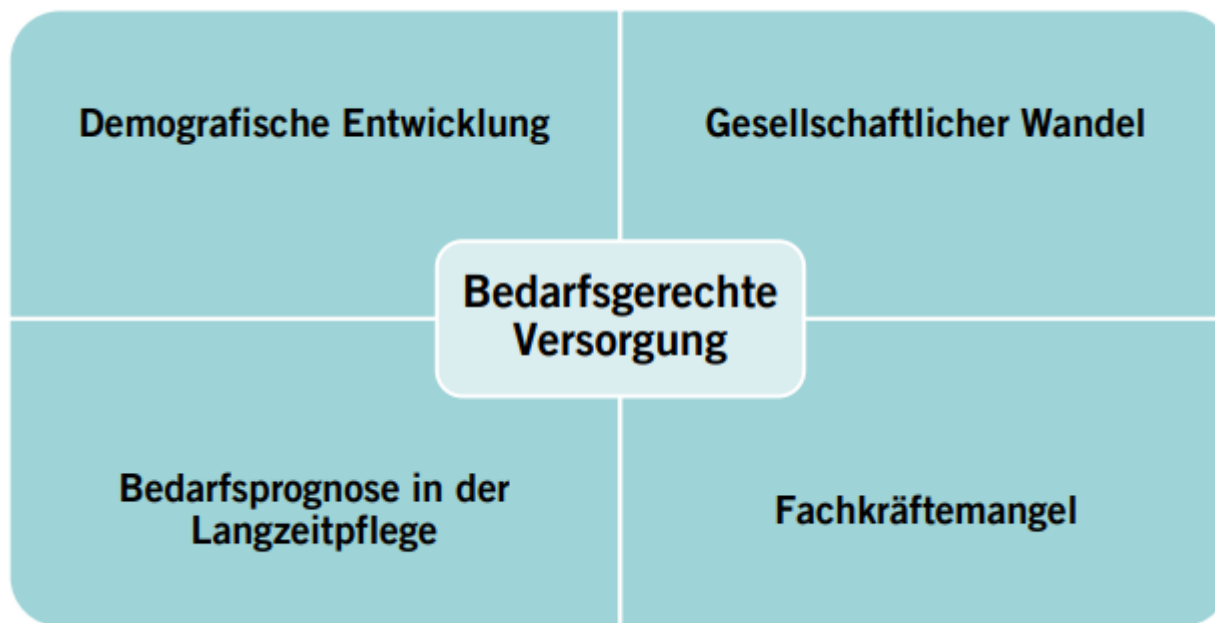 Demografische Entwicklung
Gesellschaftlicher Wandel
Bedarfsgerechte
Versorgung
Bedarfsprognose in der
Langzeitpflege
Fachkräftemangel